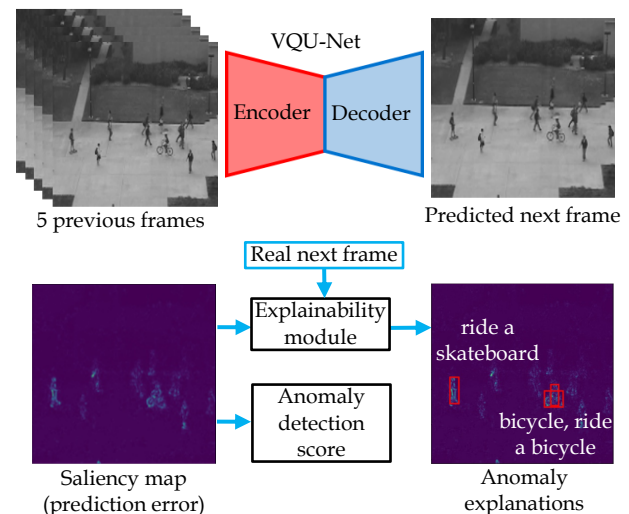 VQU-Net
Encoder
Decoder
5 previous frames
Predicted next frame
Real next frame
Explainability
module
Anomaly
detection
score
ride a
skateboard
bicycle, ride
a bicycle
Saliency map
(prediction error)
Anomaly
explanations